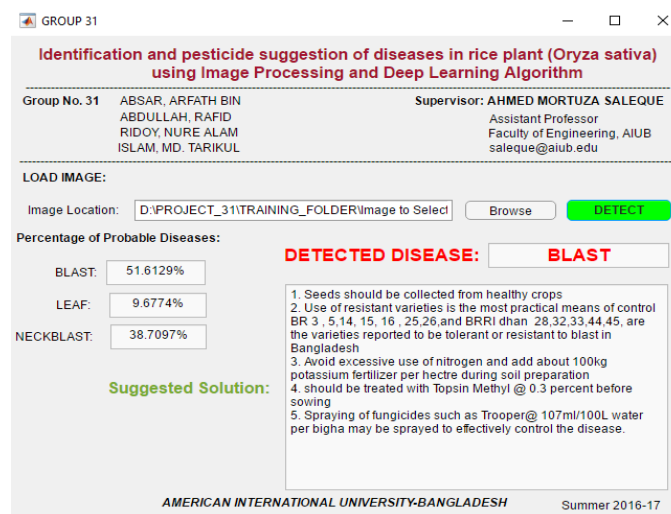 GROUP 31
Identification and pesticide suggestion of diseases in rice plant (Oryza sativa)
using Image Processing and Deep Learning Algorithm
Group No. 31
ABSAR, ARFATH BIN
ABDULLAH, RAFID
RIDOY, NURE ALAM
ISLAM, MD. TARIKUL
Supervisor: AHMED MORTUZA SALEQUE
Assistant Professor
Faculty of Engineering, AIUB
saleque@aiub.edu
LOAD IMAGE:
Image Location: D:\PROJECT_31\TRAINING_FOLDER\Image to Select Browse DETECT
Percentage of Probable Diseases:
BLAST: 51.6129%
LEAF: 9.6774%
NECKBLAST: 38.7097%
DETECTED DISEASE: BLAST
Suggested Solution:
1. Seeds should be collected from healthy crops
2. Use of resistant varieties is the most practical means of control
BR 3 , 5,14, 15, 16 , 25,26,and BRRI dhan 28,32,33,44,45, are
the varieties reported to be tolerant or resistant to blast in
Bangladesh
3. Avoid excessive use of nitrogen and add about 100kg
potassium fertilizer per hectre during soil preparation
4. should be treated with Topsin Methyl @ 0.3 percent before
sowing
5. Spraying of fungicides such as Trooper@ 107ml/100L water
per bigha may be sprayed to effectively control the disease.
AMERICAN INTERNATIONAL UNIVERSITY-BANGLADESH
Summer 2016-17